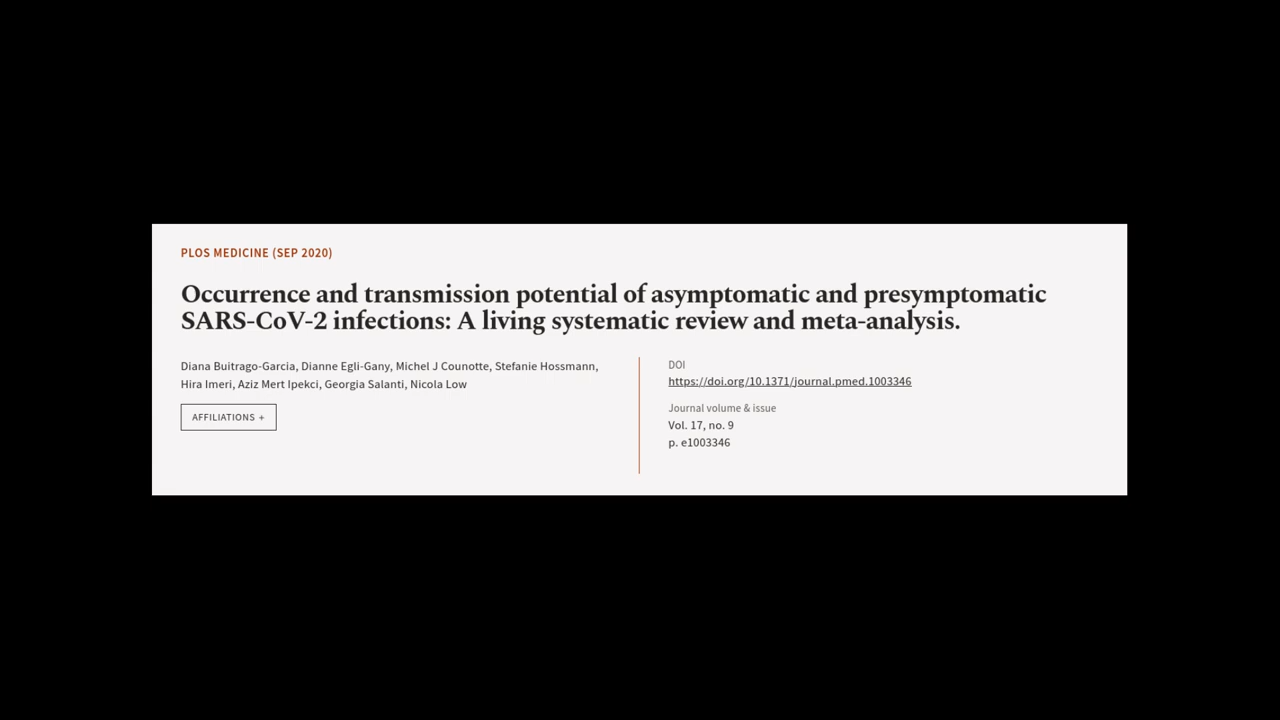 PLOS MEDICINE (SEP 2020)
Occurrence and transmission potential of asymptomatic and presymptomatic
SARS-CoV-2 infections: A living systematic review and meta-analysis.
Diana Buitrago-Garcia, Dianne Egli-Gany, Michel J Counotte, Stefanie Hossmann,
Hira Imeri, Aziz Mert Ipekci, Georgia Salanti, Nicola Low
AFFILIATIONS +
DOI
https://doi.org/10.1371/journal.pmed.1003346
Journal volume & issue
Vol. 17, no. 9
p. e1003346